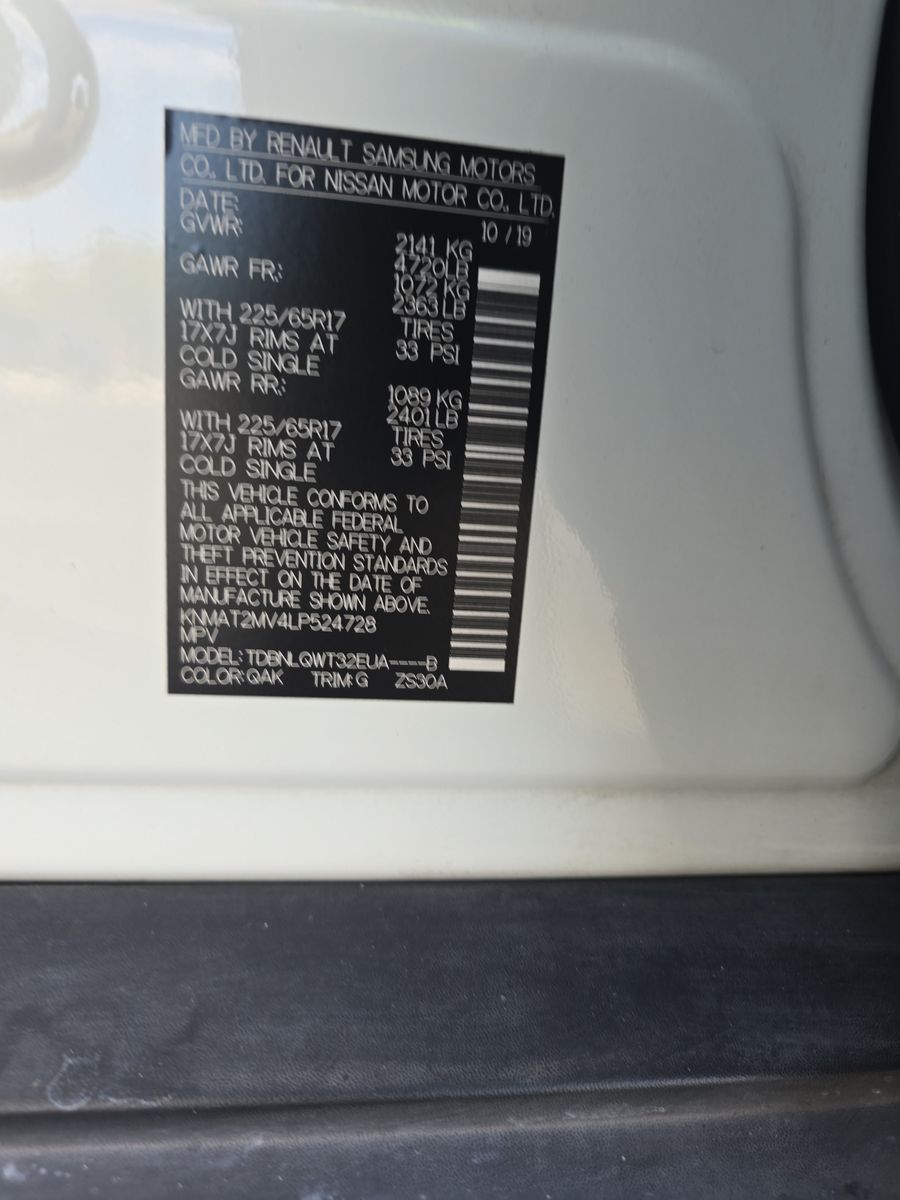 MFD BY RENAULT SAMSUNG MOTORS
CO., LTD. FOR NISSAN MOTOR CO., LTD.
DATE: 10 / 19
GVWR: 2141 KG
4720LB
GAWR FR.: 1072 KG
2363 LB
WITH 225/65R17 TIRES
17X7J RIMS AT 33 PSI
COLD SINGLE
GAWR RR.: 1089 KG
2401 LB
WITH 225/65R17 TIRES
17X7J RIMS AT 33 PSI
COLD SINGLE
THIS VEHICLE CONFORMS TO
ALL APPLICABLE FEDERAL
MOTOR VEHICLE SAFETY AND
THEFT PREVENTION STANDARDS
IN EFFECT ON THE DATE OF
MANUFACTURE SHOWN ABOVE.
KNMAT2MV4LP524728
MPV
MODEL: TDBNLQWT32EUA----B
COLOR: QAK TRIM: G ZS30A